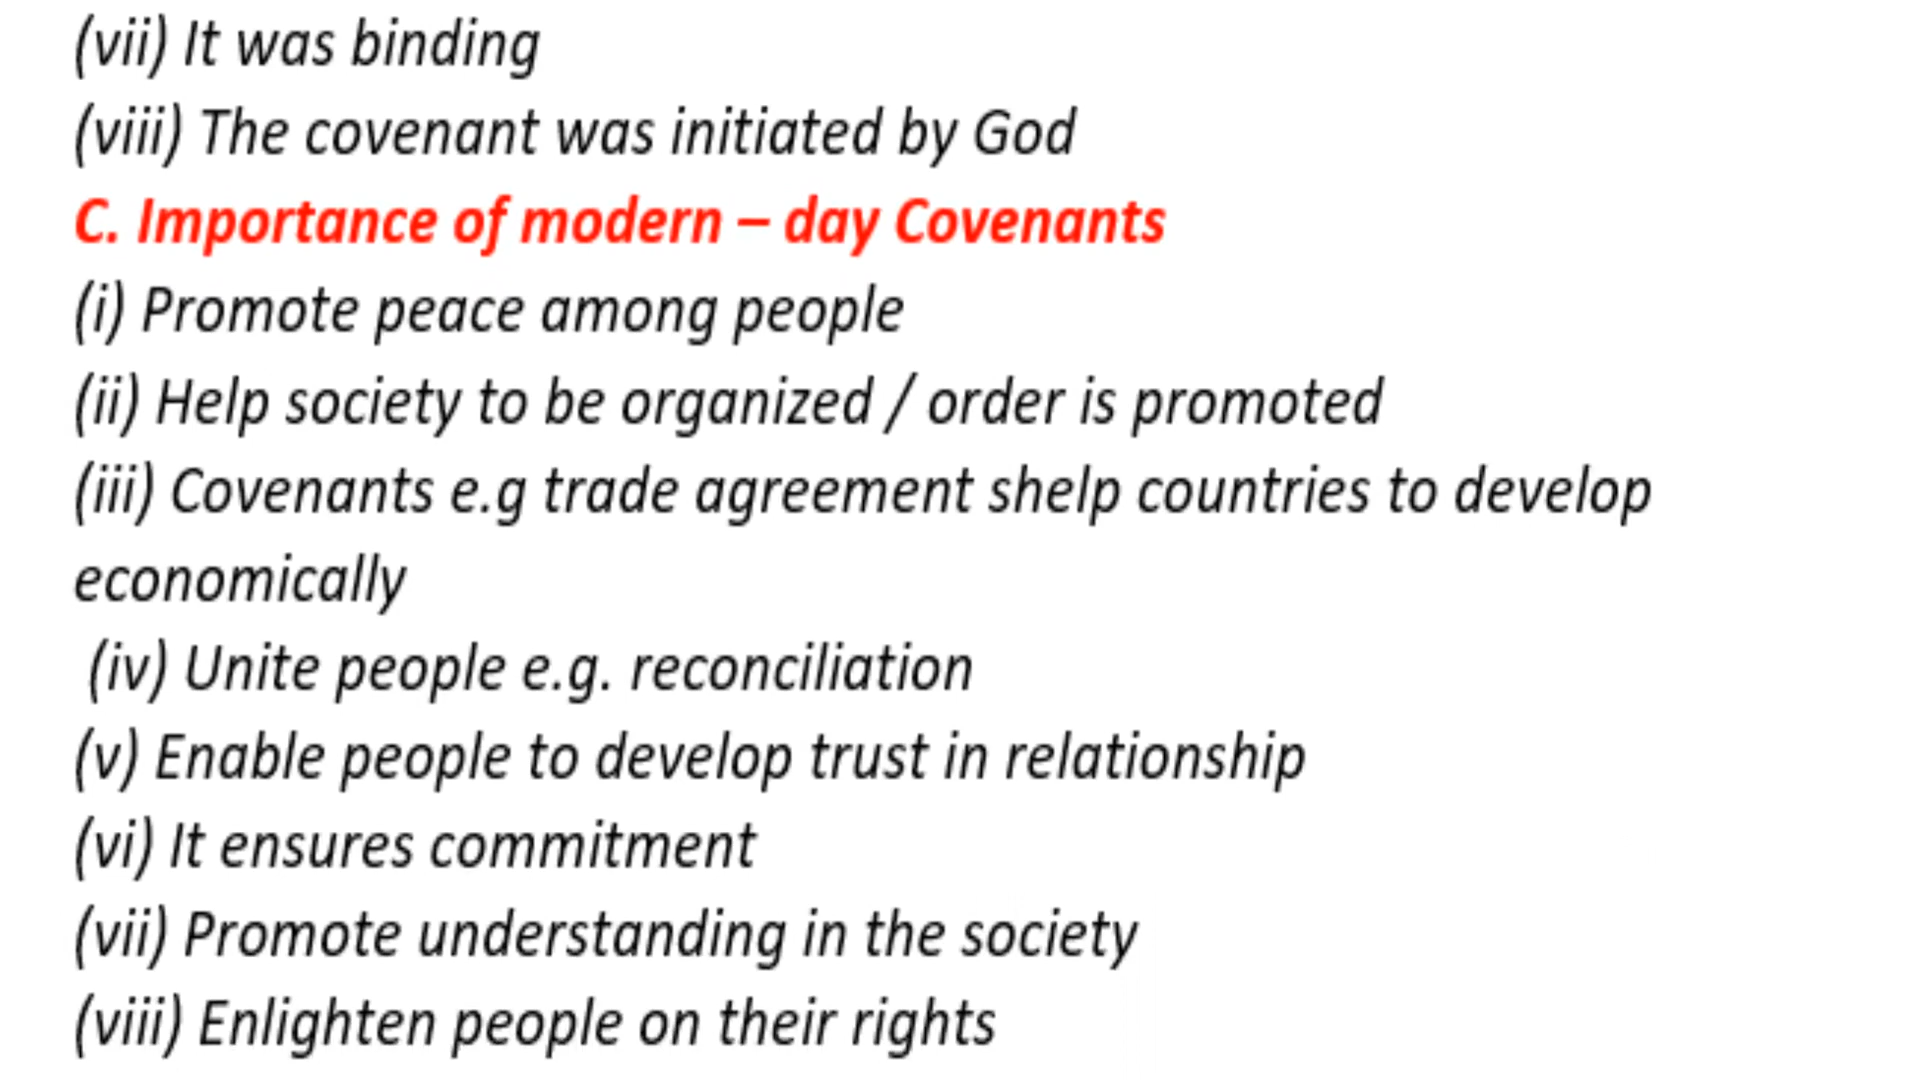 (vii) It was binding
(viii) The covenant was initiated by God
C. Importance of modern – day Covenants
(i) Promote peace among people
(ii) Help society to be organized / order is promoted
(iii) Covenants e.g trade agreement shelp countries to develop
economically
(iv) Unite people e.g. reconciliation
(v) Enable people to develop trust in relationship
(vi) It ensures commitment
(vii) Promote understanding in the society
(viii) Enlighten people on their rights